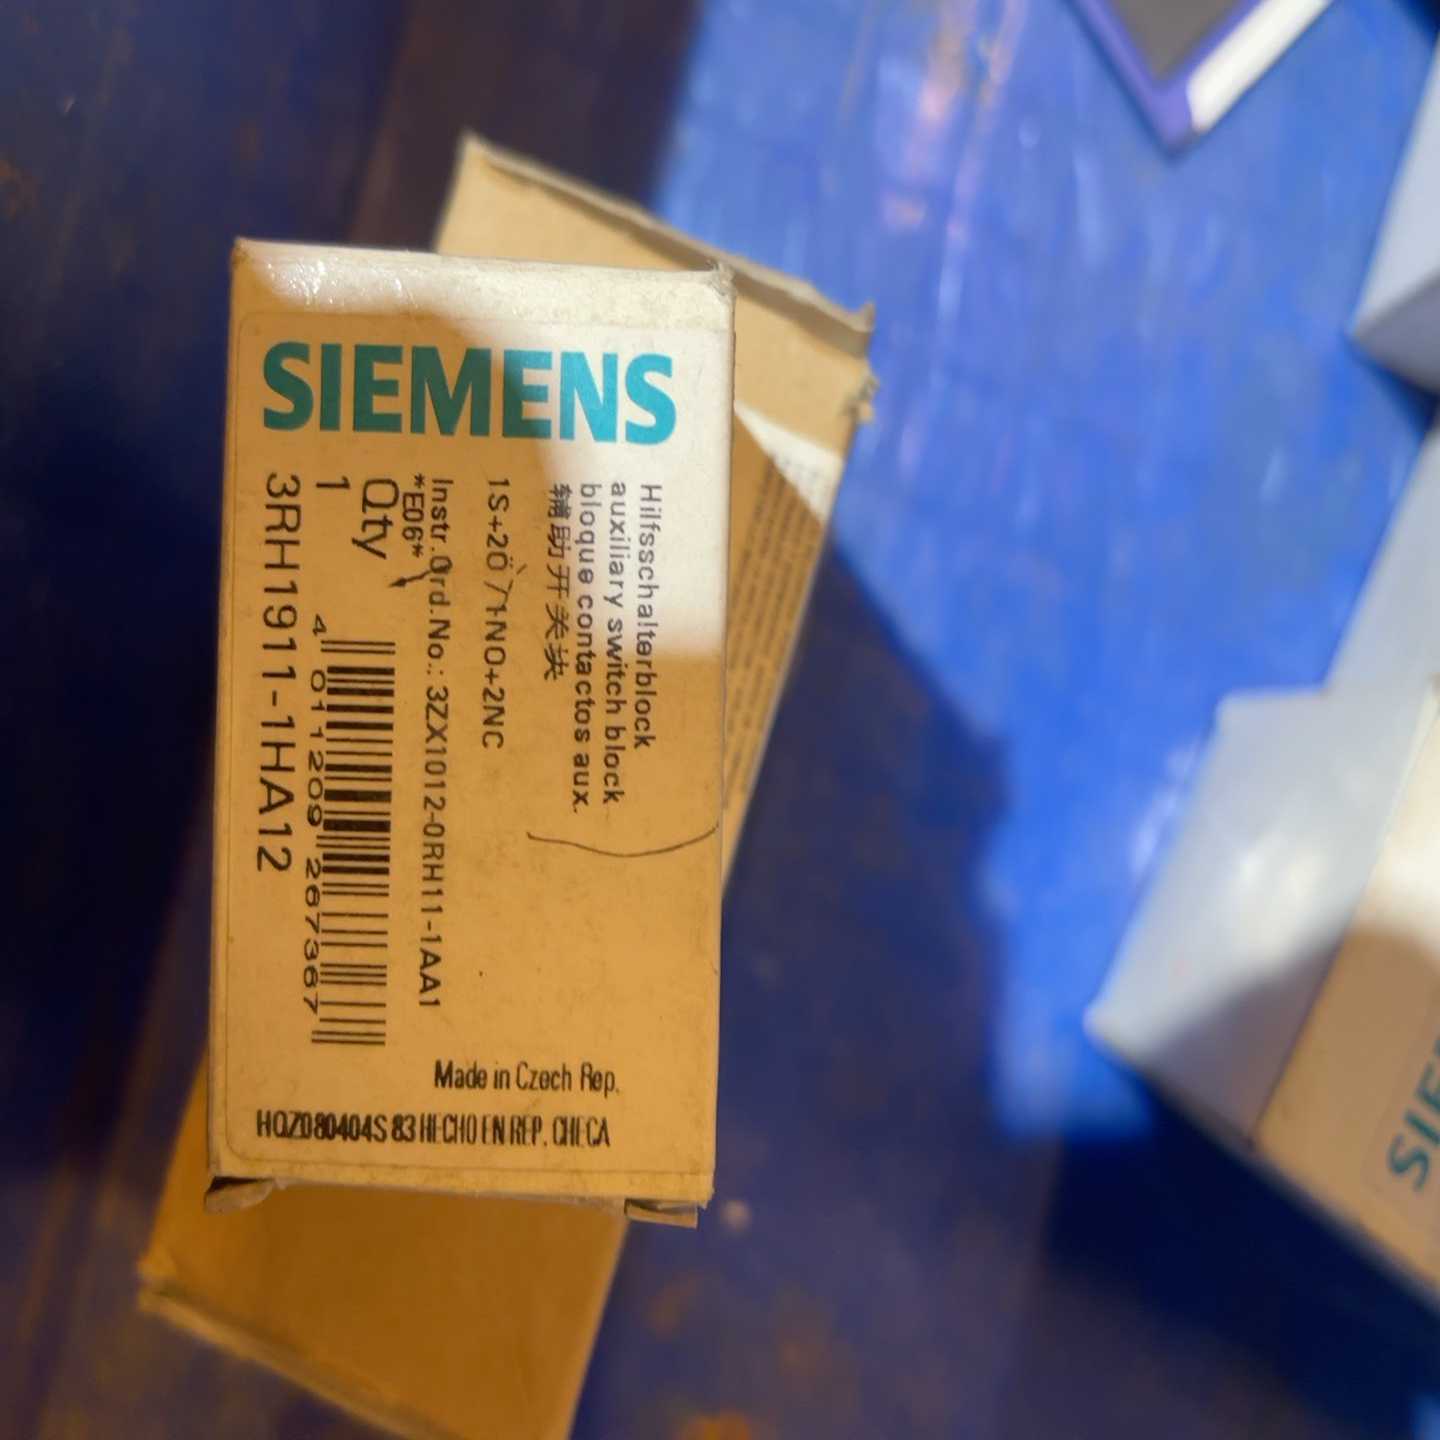 SIEMENS
Hilfsschalterblock
auxiliary switch block
bloque contactos aux.
辅助开关块
1S+2Ö/1NO+2NC
Instr.Ord.No.: 3ZX1012-0RH11-1AA1
*E06*
Qty
1
4 011209 267367
3RH1911-1HA12
Made in Czech Rep.
HQZ080404S 83 HECHO EN REP. CHECA
SIE